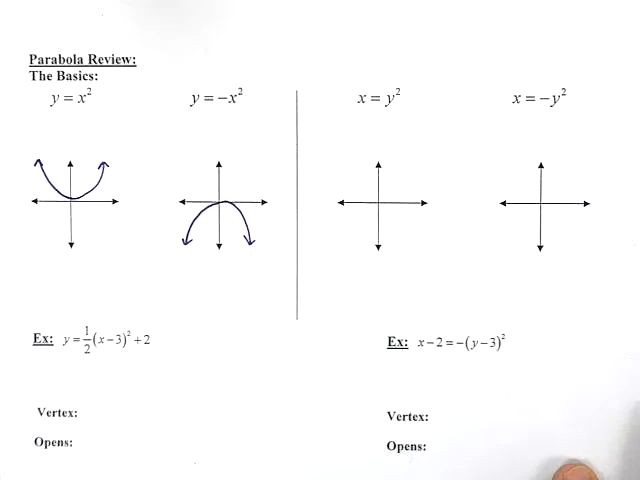 Parabola Review:
The Basics:
y = x²
y = −x²
x = y²
x = −y²
Ex: y = 1/2(x−3)² + 2
Ex: x − 2 = −(y−3)²
Vertex:
Opens:
Vertex:
Opens: